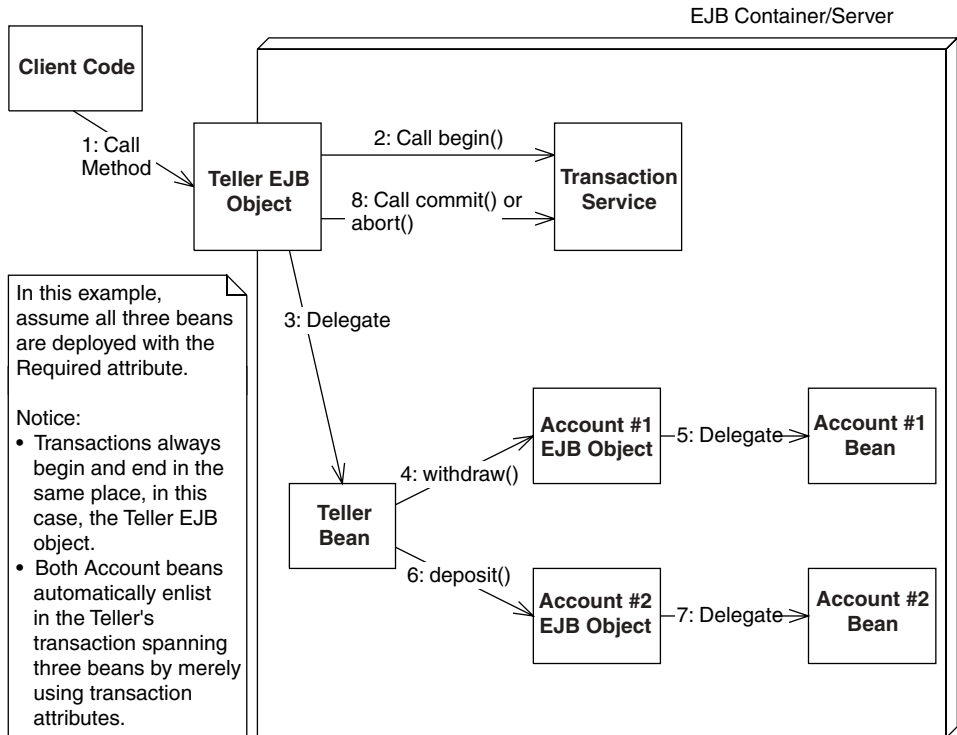 EJB Container/Server
Client Code
1: Call
Method
Teller EJB
Object
2: Call begin()
8: Call commit() or
abort()
Transaction
Service
In this example,
assume all three beans
are deployed with the
Required attribute.
Notice:
• Transactions always
begin and end in the
same place, in this
case, the Teller EJB
object.
• Both Account beans
automatically enlist
in the Teller's
transaction spanning
three beans by merely
using transaction
attributes.
3: Delegate
Teller
Bean
4: withdraw()
Account #1
EJB Object
5: Delegate
Account #1
Bean
6: deposit()
Account #2
EJB Object
7: Delegate
Account #2
Bean